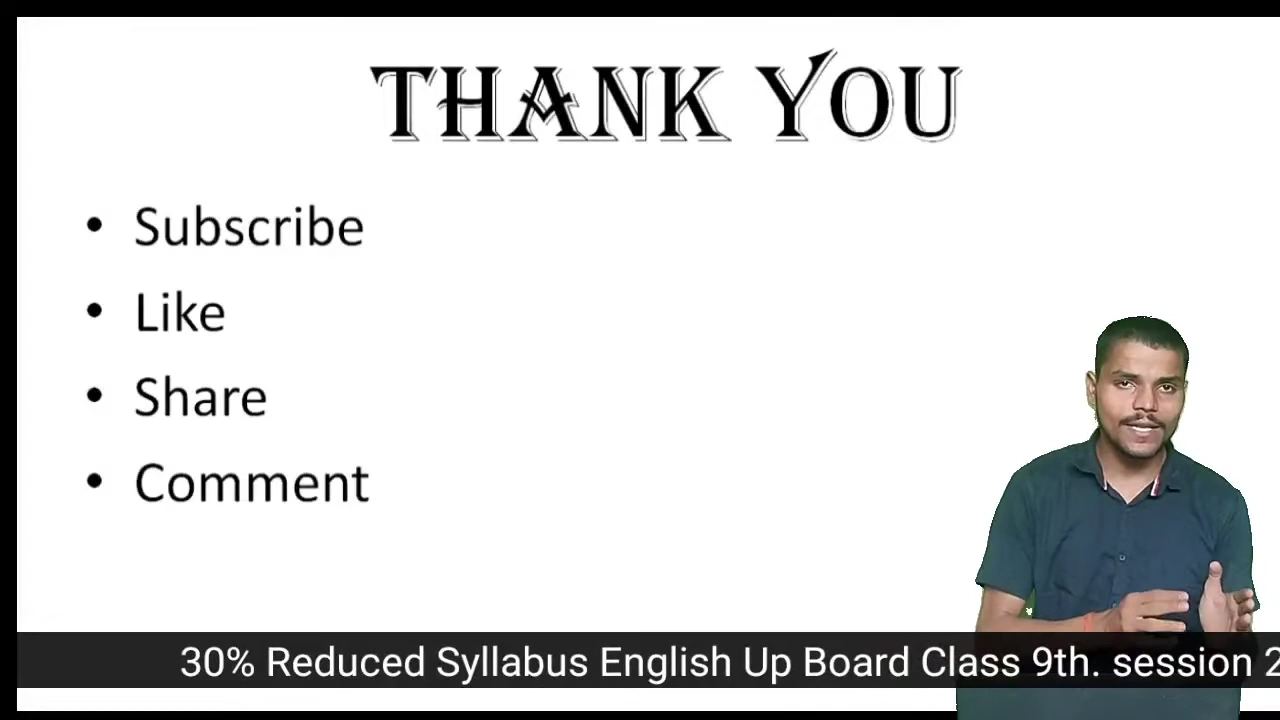 THANK YOU
• Subscribe
• Like
• Share
• Comment
30% Reduced Syllabus English Up Board Class 9th. session 2